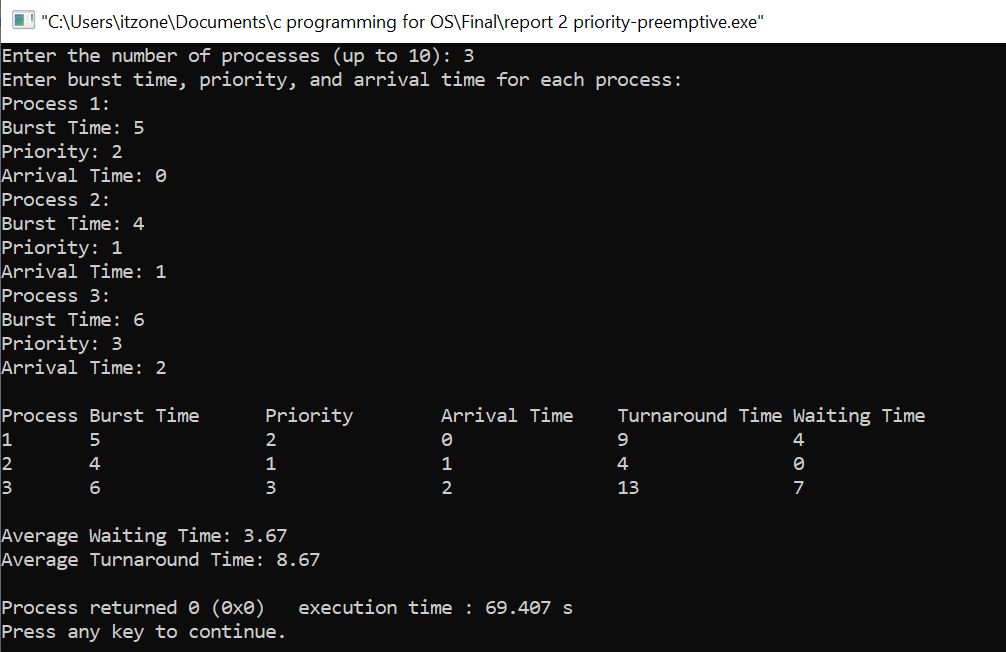 "C:\Users\itzone\Documents\c programming for OS\Final\report 2 priority-preemptive.exe"
Enter the number of processes (up to 10): 3
Enter burst time, priority, and arrival time for each process:
Process 1:
Burst Time: 5
Priority: 2
Arrival Time: 0
Process 2:
Burst Time: 4
Priority: 1
Arrival Time: 1
Process 3:
Burst Time: 6
Priority: 3
Arrival Time: 2
Process Burst Time      Priority        Arrival Time    Turnaround Time Waiting Time
1       5               2               0               9               4
2       4               1               1               4               0
3       6               3               2               13              7
Average Waiting Time: 3.67
Average Turnaround Time: 8.67
Process returned 0 (0x0)   execution time : 69.407 s
Press any key to continue.